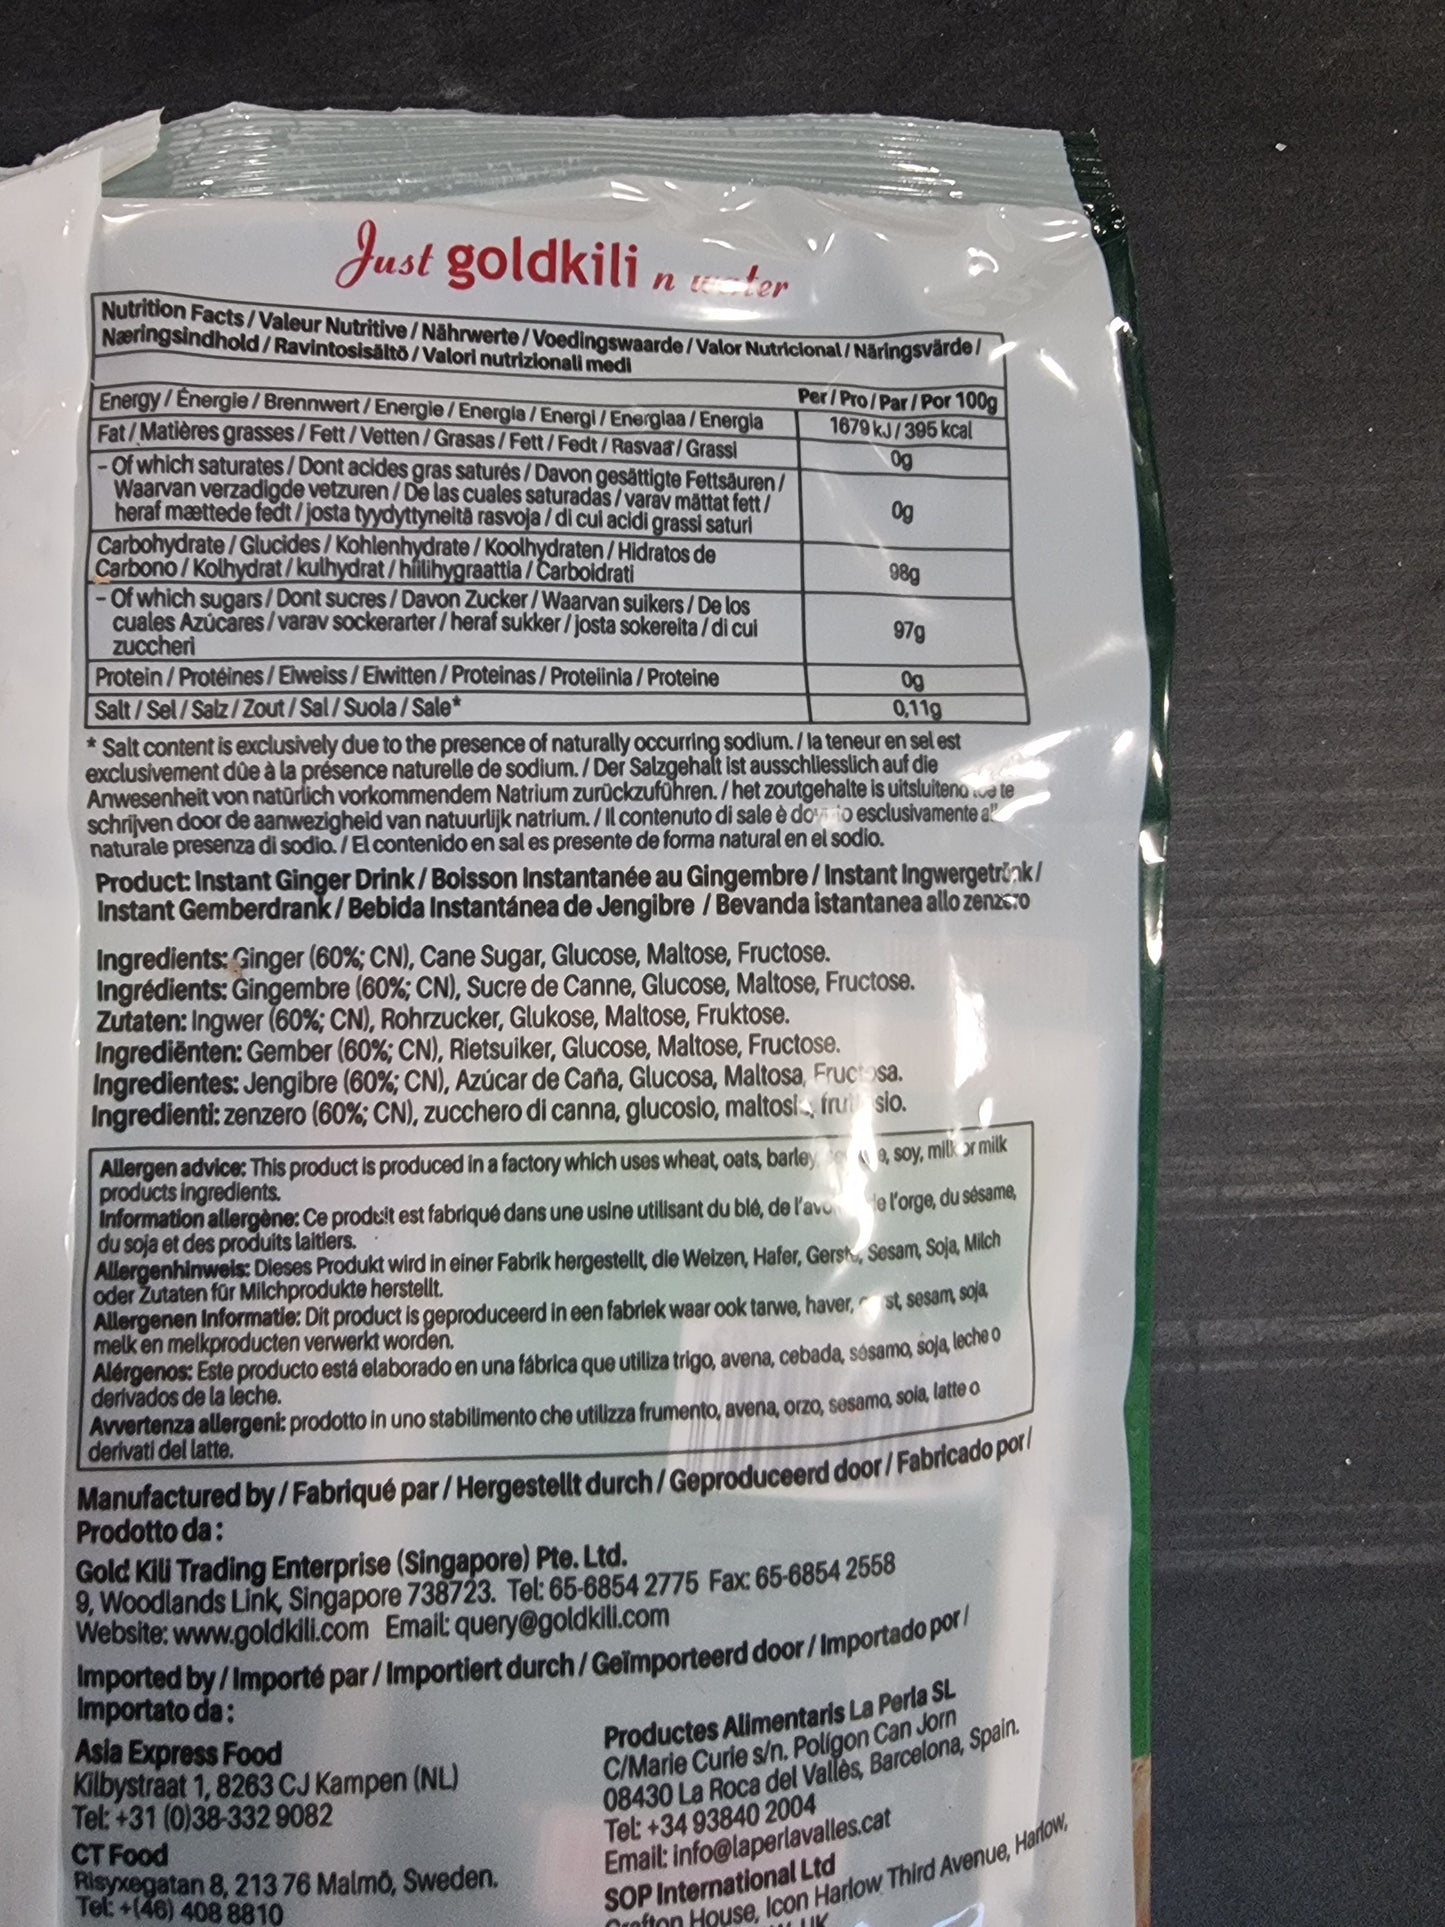 Just goldkili n water
Nutrition Facts / Valeur Nutritive / Nährwerte / Voedingswaarde / Valor Nutricional / Näringsvärde /
Næringsindhold / Ravintosisältö / Valori nutrizionali medi
Per / Pro / Par / Por 100g
Energy / Énergie / Brennwert / Energie / Energia / Energi / Energiaa / Energia 1679 kJ / 395 kcal
Fat / Matières grasses / Fett / Vetten / Grasas / Fett / Fedt / Rasvaa / Grassi 0g
- Of which saturates / Dont acides gras saturés / Davon gesättigte Fettsäuren /
Waarvan verzadigde vetzuren / De las cuales saturadas / varav mättat fett /
heraf mættede fedt / josta tyydyttyneitä rasvoja / di cui acidi grassi saturi 0g
Carbohydrate / Glucides / Kohlenhydrate / Koolhydraten / Hidratos de
Carbono / Kolhydrat / kulhydrat / hiilihygraattia / Carboidrati 98g
- Of which sugars / Dont sucres / Davon Zucker / Waarvan suikers / De los
cuales Azúcares / varav sockerarter / heraf sukker / josta sokereita / di cui
zuccheri 97g
Protein / Protéines / Eiweiss / Eiwitten / Proteinas / Proteiinia / Proteine 0g
Salt / Sel / Salz / Zout / Sal / Suola / Sale* 0,11g
* Salt content is exclusively due to the presence of naturally occurring sodium. / la teneur en sel est
exclusivement dûe à la présence naturelle de sodium. / Der Salzgehalt ist ausschliesslich auf die
Anwesenheit von natürlich vorkommendem Natrium zurückzuführen. / het zoutgehalte is uitsluitend toe te
schrijven door de aanwezigheid van natuurlijk natrium. / Il contenuto di sale è dovuto esclusivamente
naturale presenza di sodio. / El contenido en sal es presente de forma natural en el sodio.
Product: Instant Ginger Drink / Boisson Instantanée au Gingembre / Instant Ingwergetränk /
Instant Gemberdrank / Bebida Instantánea de Jengibre / Bevanda istantanea allo zenzero
Ingredients: Ginger (60%; CN), Cane Sugar, Glucose, Maltose, Fructose.
Ingrédients: Gingembre (60%; CN), Sucre de Canne, Glucose, Maltose, Fructose.
Zutaten: Ingwer (60%; CN), Rohrzucker, Glukose, Maltose, Fruktose.
Ingrediënten: Gember (60%; CN), Rietsuiker, Glucose, Maltose, Fructose.
Ingredientes: Jengibre (60%; CN), Azúcar de Caña, Glucosa, Maltosa, Fructosa.
Ingredienti: zenzero (60%; CN), zucchero di canna, glucosio,
Allergen advice: This product is produced in a factory which uses wheat, oats, barley, soy, milk or milk
products ingredients.
Information allergène: Ce produit est fabriqué dans une usine utilisant du blé, de l'orge, du sésame,
du soja et des produits laitiers.
Allergenhinweis: Dieses Produkt wird in einer Fabrik hergestellt, die Weizen, Hafer, Gerste, Sesam, Soja, Milch
oder Zutaten für Milchprodukte herstellt.
Allergenen Informatie: Dit product is geproduceerd in een fabriek waar ook tarwe, haver, sesam, soja,
melk en melkproducten verwerkt worden.
Alérgenos: Este producto está elaborado en una fábrica que utiliza trigo, avena, cebada, sésamo, soja, leche o
derivados de la leche.
Avvertenza allergeni: prodotto in uno stabilimento che utilizza frumento, avena, orzo, sesamo, soia, latte o
derivati del latte.
Manufactured by / Fabriqué par / Hergestellt durch / Geproduceerd door / Fabricado por /
Prodotto da :
Gold Kili Trading Enterprise (Singapore) Pte. Ltd.
9, Woodlands Link, Singapore 738723. Tel: 65-6854 2775 Fax: 65-6854 2558
Website: www.goldkili.com Email: query@goldkili.com
Imported by / Importé par / Importiert durch / Geïmporteerd door / Importado por /
Importato da :
Asia Express Food
Kilbystraat 1, 8263 CJ Kampen (NL)
Tel: +31 (0)38-332 9082
CT Food
Risyxegatan 8, 213 76 Malmö, Sweden.
Tel: +(46) 408 8810
Productes Alimentaris La Perla SL
C/Marie Curie s/n. Polígon Can Jorn
08430 La Roca del Vallès, Barcelona, Spain.
Tel: +34 93840 2004
Email: info@laperlavalles.cat
SOP International Ltd
House, Icon Harlow Third Avenue, Harlow,
UK